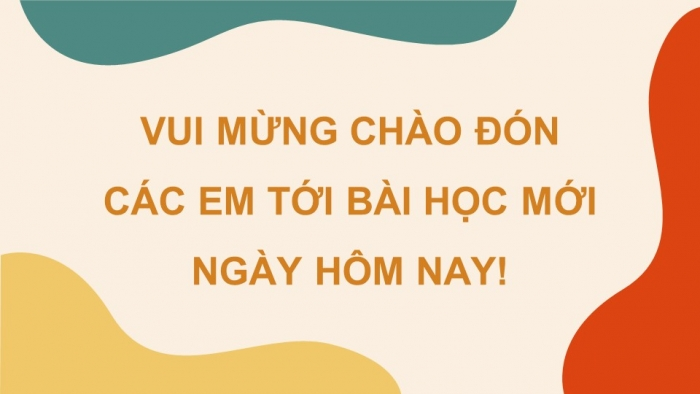 VUI MỪNG CHÀO ĐÓN
CÁC EM TỚI BÀI HỌC MỚI
NGÀY HÔM NAY!